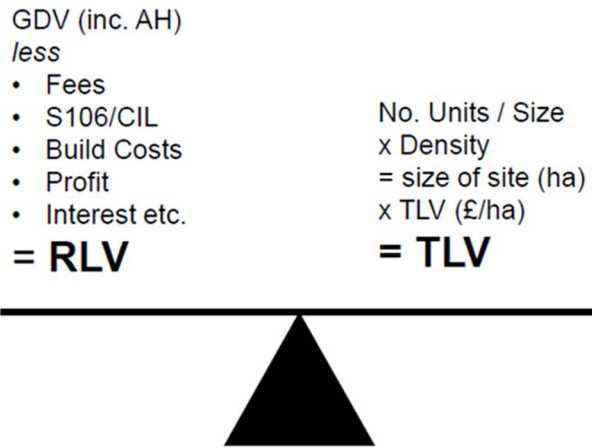 GDV (inc. AH)
less
• Fees
• S106/CIL
• Build Costs
• Profit
• Interest etc.
= RLV
No. Units / Size
x Density
= size of site (ha)
x TLV (£/ha)
= TLV